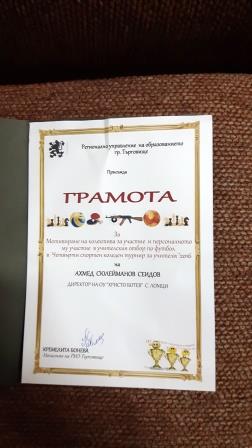 Регионално управление на образованието
гр. Търговище
Присъжда
ГРАМОТА
За
Мотивиране на колектива за участие и персоналното
му участие в учителския отбор по футбол,
в Четвърти спортен коледен турнир за учители 2016
на
АХМЕД СЮЛЕЙМАНОВ СЕИДОВ
ДИРЕКТОР НА ОУ "ХРИСТО БОТЕВ" С. ЛОМЦИ
КРЕМЕЛИТА БОНЕВА
Началник на РУО Търговище